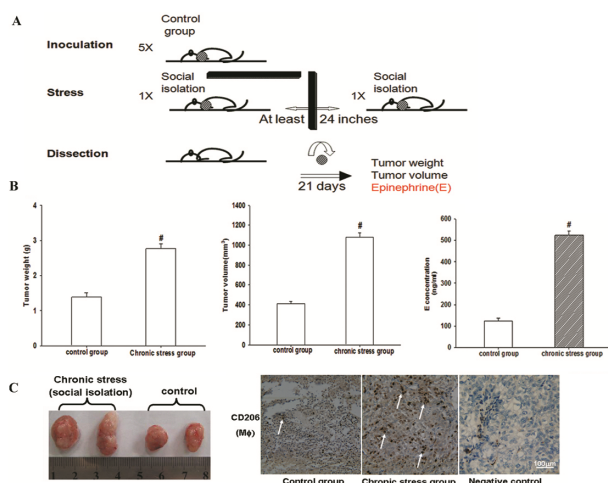 A
Control
group
Inoculation
5X
Social
isolation
Social
isolation
Stress
1X
1X
At least
24 inches
Dissection
21 days
Tumor weight
Tumor volume
Epinephrine(E)
B
Tumor weight (g)
4
3
2
1
0
#
control group
Chronic stress group
Tumor volume(mm³)
1400
1200
1000
800
600
400
200
0
#
control group
Chronic stress group
E concentration
(ng/ml)
600
500
400
300
200
100
0
#
control group
chronic stress group
C
Chronic stress
(social isolation)
control
1 2 3 4 5 6 7 8
CD206
(Mϕ)
100μm
Control group
Chronic stress group
Negative control